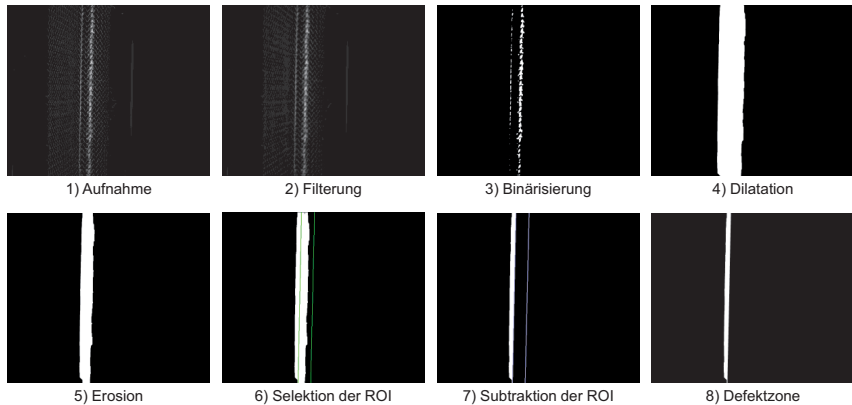 1) Aufnahme
2) Filterung
3) Binärisierung
4) Dilatation
5) Erosion
6) Selektion der ROI
7) Subtraktion der ROI
8) Defektzone